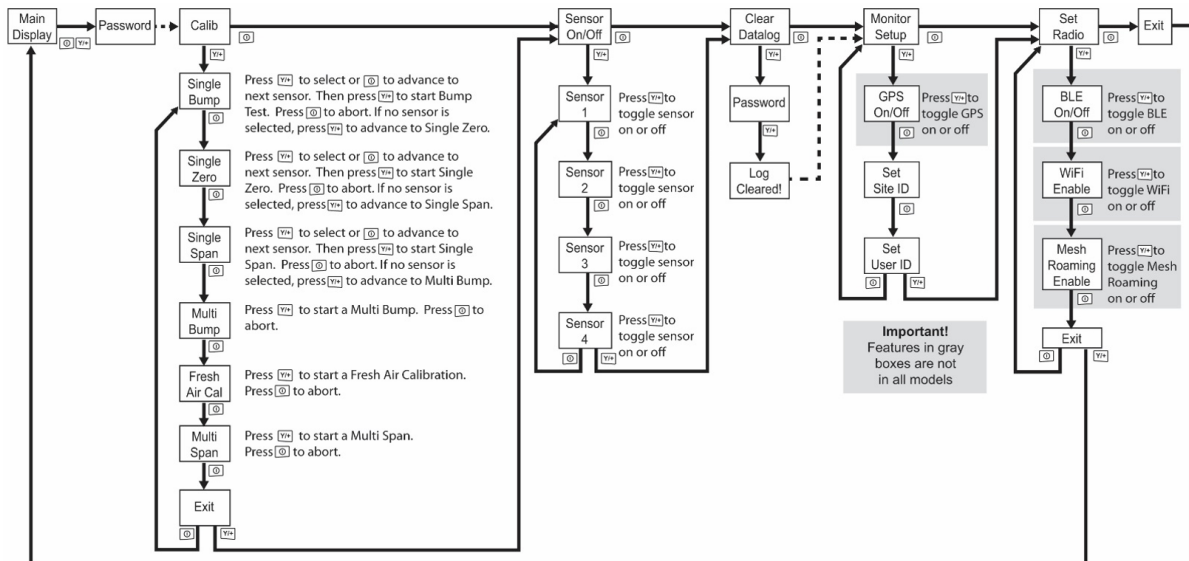 Main
Display
Y/+
Password
Calib
Y/+
Single
Bump
Press Y/+ to select or to advance to
next sensor. Then press Y/+ to start Bump
Test. Press to abort. If no sensor is
selected, press Y/+ to advance to Single Zero.
Single
Zero
Press Y/+ to select or to advance to
next sensor. Then press Y/+ to start Single
Zero. Press to abort. If no sensor is
selected, press Y/+ to advance to Single Span.
Single
Span
Press Y/+ to select or to advance to
next sensor. Then press Y/+ to start Single
Span. Press to abort. If no sensor is
selected, press Y/+ to advance to Multi Bump.
Multi
Bump
Press Y/+ to start a Multi Bump. Press to
abort.
Fresh
Air Cal
Press Y/+ to start a Fresh Air Calibration.
Press to abort.
Multi
Span
Press Y/+ to start a Multi Span.
Press to abort.
Exit
Y/+
Sensor
On/Off
Y/+
Sensor
1
Press Y/+ to
toggle sensor
on or off
Sensor
2
Press Y/+ to
toggle sensor
on or off
Sensor
3
Press Y/+ to
toggle sensor
on or off
Sensor
4
Press Y/+ to
toggle sensor
on or off
Y/+
Clear
Datalog
Y/+
Password
Y/+
Log
Cleared!
Monitor
Setup
Y/+
GPS
On/Off
Press Y/+ to
toggle GPS
on or off
Set
Site ID
Set
User ID
Y/+
Important!
Features in gray
boxes are not
in all models
Set
Radio
Y/+
BLE
On/Off
Press Y/+ to
toggle BLE
on or off
WiFi
Enable
Press Y/+ to
toggle WiFi
on or off
Mesh
Roaming
Enable
Press Y/+ to
toggle Mesh
Roaming
on or off
Exit
Y/+
Exit